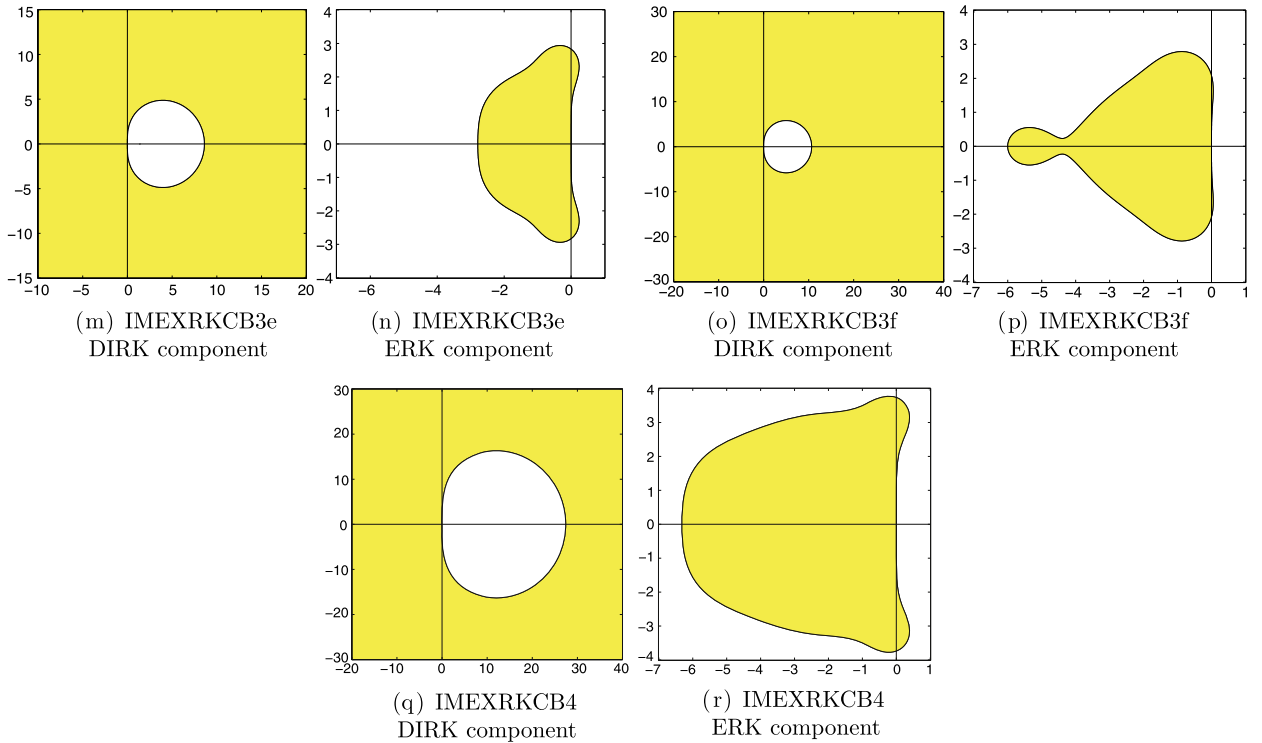 15
10
5
0
−5
−10
−15
−10 −5 0 5 10 15 20
(m) IMEXRKCB3e
DIRK component
4
3
2
1
0
−1
−2
−3
−4
−6 −4 −2 0
(n) IMEXRKCB3e
ERK component
30
20
10
0
−10
−20
−30
−20 −10 0 10 20 30 40
(o) IMEXRKCB3f
DIRK component
4
3
2
1
0
−1
−2
−3
−4
−7 −6 −5 −4 −3 −2 −1 0 1
(p) IMEXRKCB3f
ERK component
30
20
10
0
−10
−20
−30
−20 −10 0 10 20 30 40
(q) IMEXRKCB4
DIRK component
4
3
2
1
0
−1
−2
−3
−4
−7 −6 −5 −4 −3 −2 −1 0 1
(r) IMEXRKCB4
ERK component